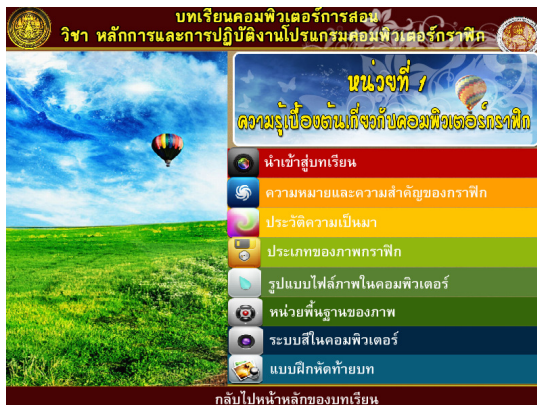 บทเรียนคอมพิวเตอร์การสอน
วิชา หลักการและการปฏิบัติงานโปรแกรมคอมพิวเตอร์กราฟิก
หน่วยที่ 1
ความรู้เบื้องต้นเกี่ยวกับคอมพิวเตอร์กราฟิก
นำเข้าสู่บทเรียน
ความหมายและความสำคัญของกราฟิก
ประวัติความเป็นมา
ประเภทของภาพกราฟิก
รูปแบบไฟล์ภาพในคอมพิวเตอร์
หน่วยพื้นฐานของภาพ
ระบบสีในคอมพิวเตอร์
แบบฝึกหัดท้ายบท
กลับไปหน้าหลักของบทเรียน